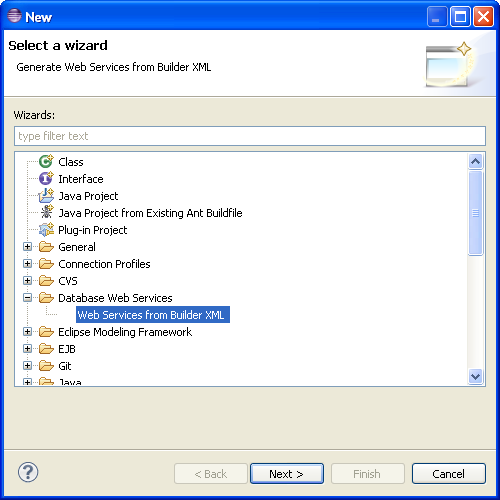 New
Select a wizard
Generate Web Services from Builder XML
Wizards:
type filter text
Class
Interface
Java Project
Java Project from Existing Ant Buildfile
Plug-in Project
General
Connection Profiles
CVS
Database Web Services
Web Services from Builder XML
Eclipse Modeling Framework
EJB
Git
Java
? < Back Next > Finish Cancel